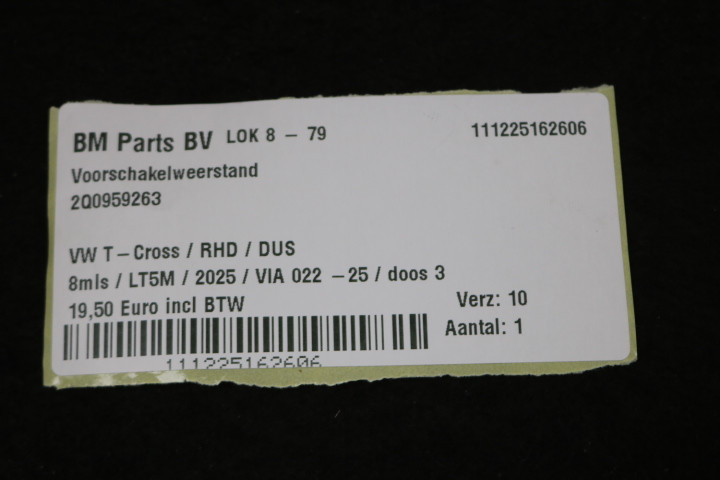 BM Parts BV LOK 8 - 79 111225162606
Voorschakelweerstand
2Q0959263
VW T-Cross / RHD / DUS
8mls / LT5M / 2025 / VIA 022 -25 / doos 3
19,50 Euro incl BTW Verz: 10
Aantal: 1
111225162606